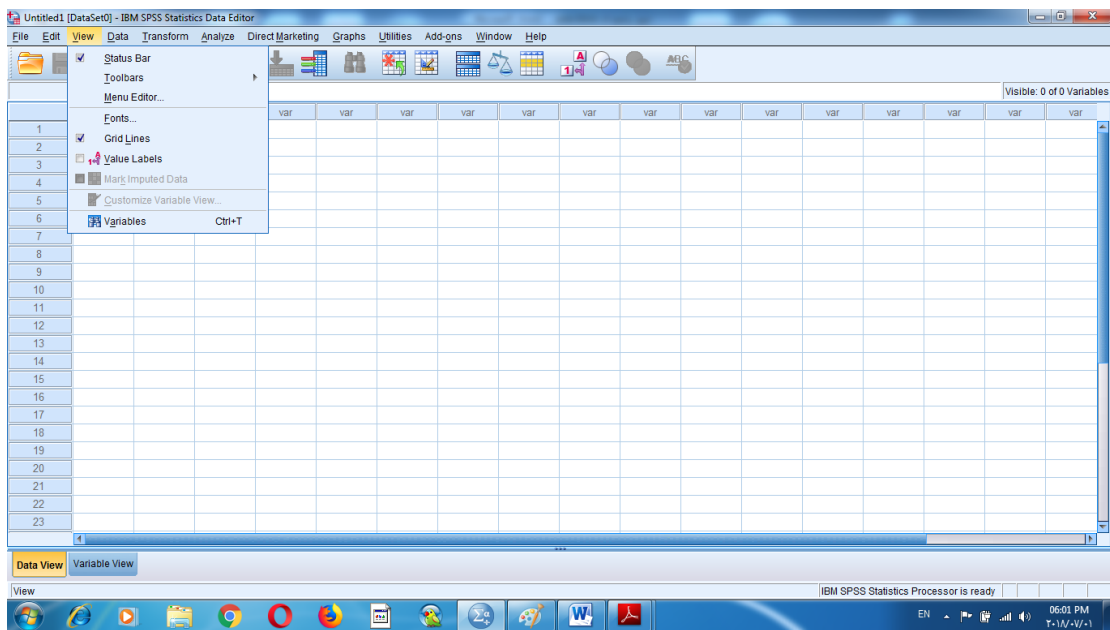 Untitled1 [DataSet0] - IBM SPSS Statistics Data Editor
File Edit View Data Transform Analyze Direct Marketing Graphs Utilities Add-ons Window Help
Status Bar
Toolbars
Menu Editor...
Fonts...
Grid Lines
Value Labels
Mark Imputed Data
Customize Variable View...
Variables Ctrl+T
Visible: 0 of 0 Variables
var var var var var var var var var var var var var var
1
2
3
4
5
6
7
8
9
10
11
12
13
14
15
16
17
18
19
20
21
22
23
Data View Variable View
View IBM SPSS Statistics Processor is ready
EN 06:01 PM
٢٠١٨/٠٧/٠١